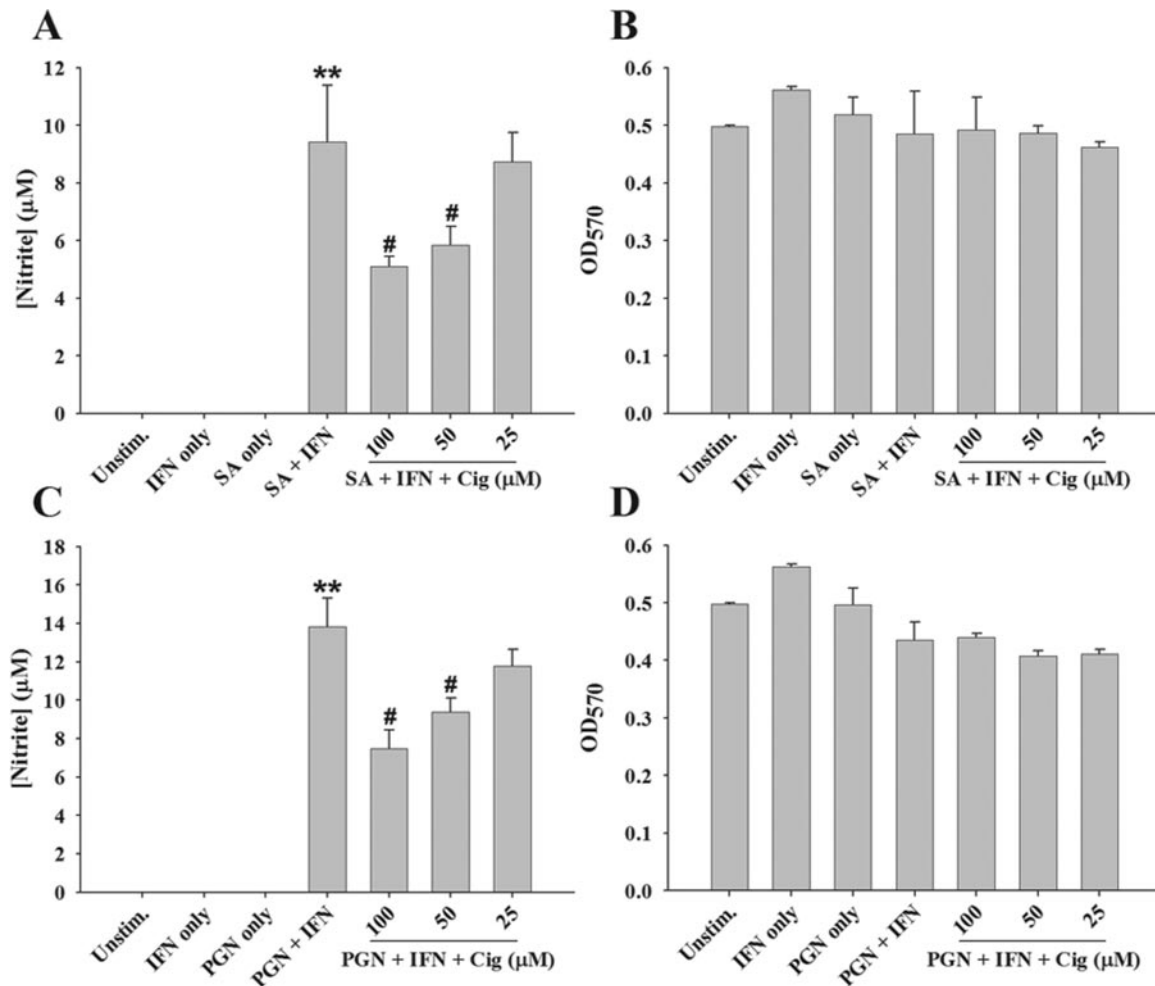 A
[Nitrite] (μM)
12
10
8
6
4
2
0
**
#
#
Unstim.
IFN only
SA only
SA + IFN
100
50
25
SA + IFN + Cig (μM)
B
OD570
0.6
0.5
0.4
0.3
0.2
0.1
0.0
Unstim.
IFN only
SA only
SA + IFN
100
50
25
SA + IFN + Cig (μM)
C
[Nitrite] (μM)
18
16
14
12
10
8
6
4
2
0
**
#
#
Unstim.
IFN only
PGN only
PGN + IFN
100
50
25
PGN + IFN + Cig (μM)
D
OD570
0.6
0.5
0.4
0.3
0.2
0.1
0.0
Unstim.
IFN only
PGN only
PGN + IFN
100
50
25
PGN + IFN + Cig (μM)